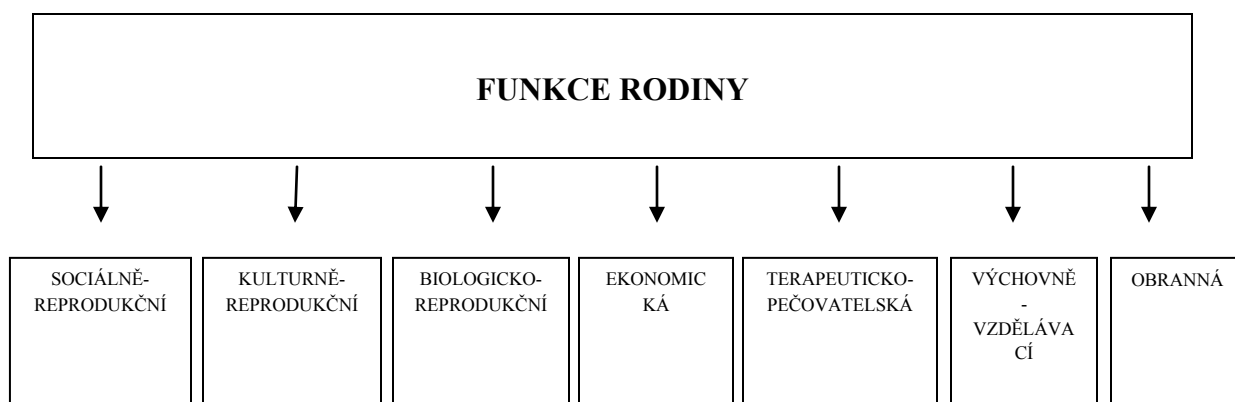 FUNKCE RODINY
SOCIÁLNĚ-
REPRODUKČNÍ
KULTURNĚ-
REPRODUKČNÍ
BIOLOGICKO-
REPRODUKČNÍ
EKONOMIC
KÁ
TERAPEUTICKO-
PEČOVATELSKÁ
VÝCHOVNĚ
-
VZDĚLÁVA
CÍ
OBRANNÁ